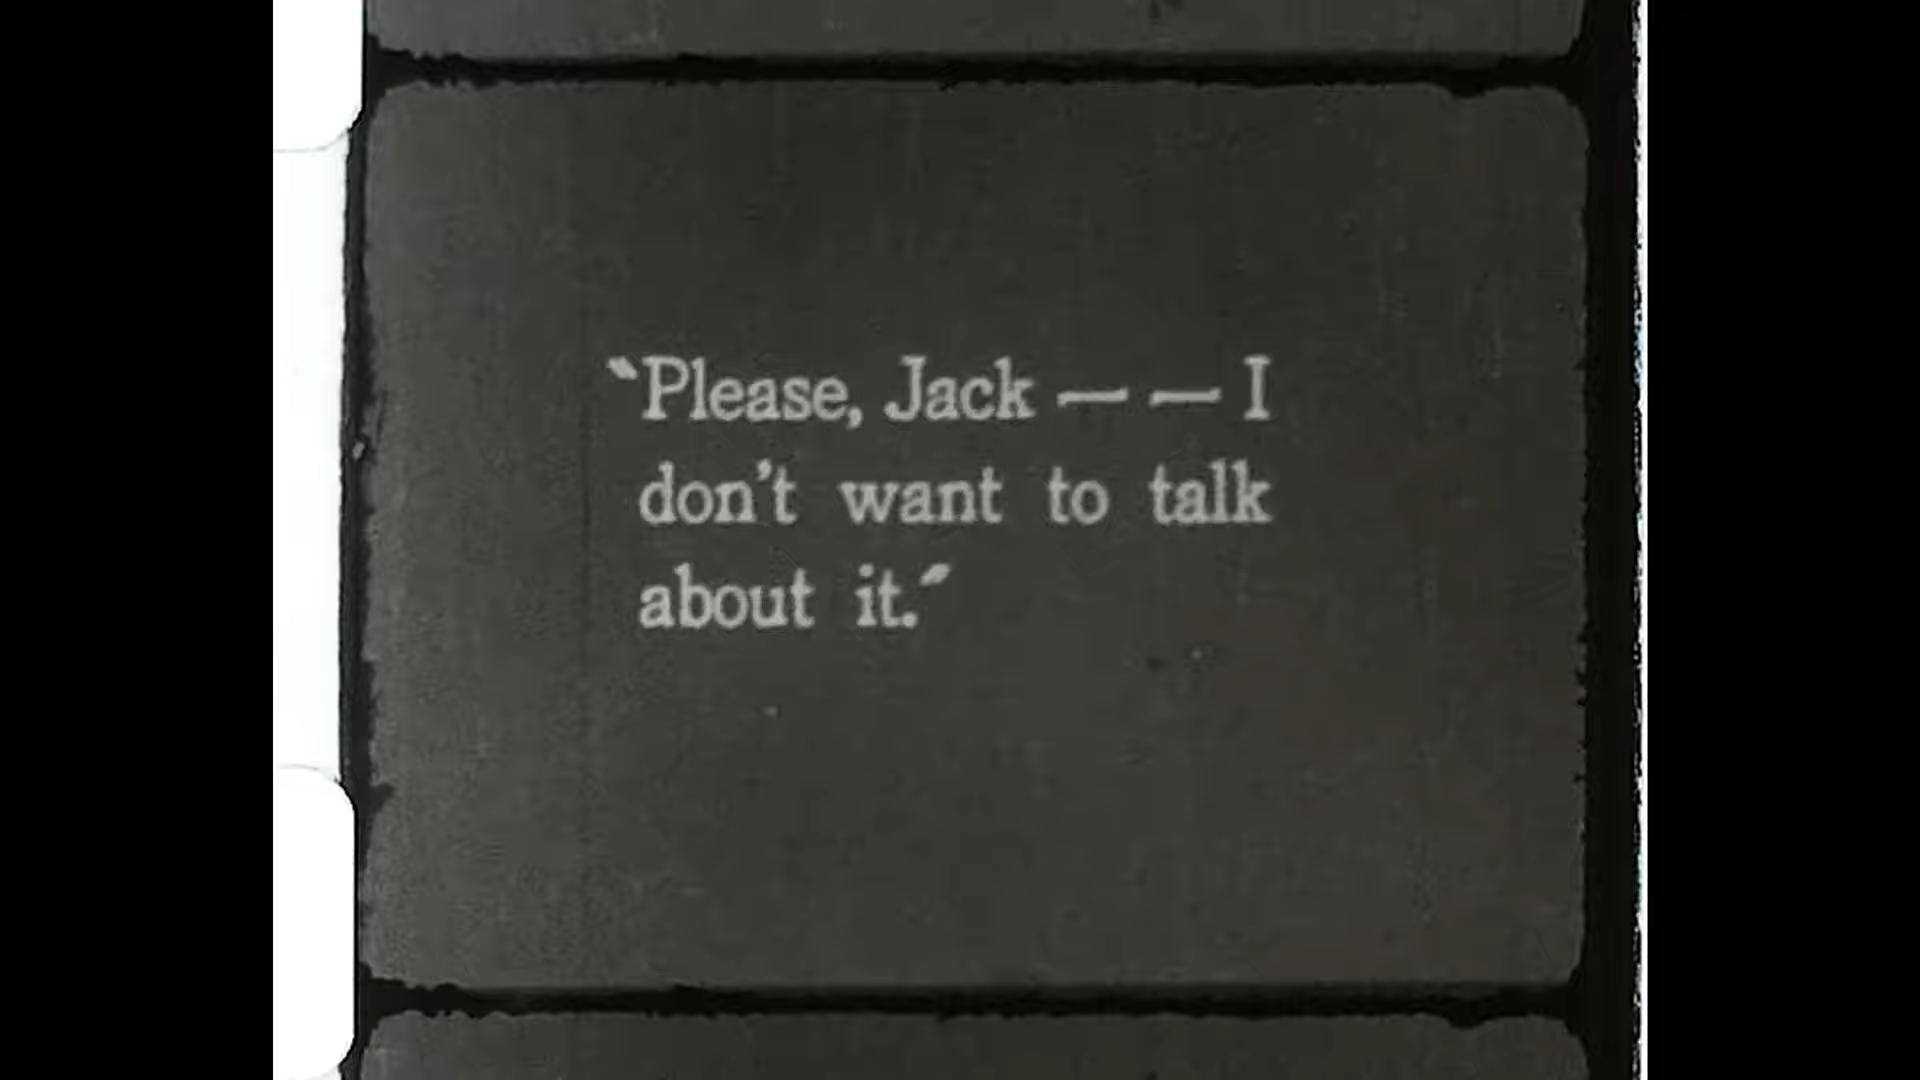 "Please, Jack — — I
don't want to talk
about it."